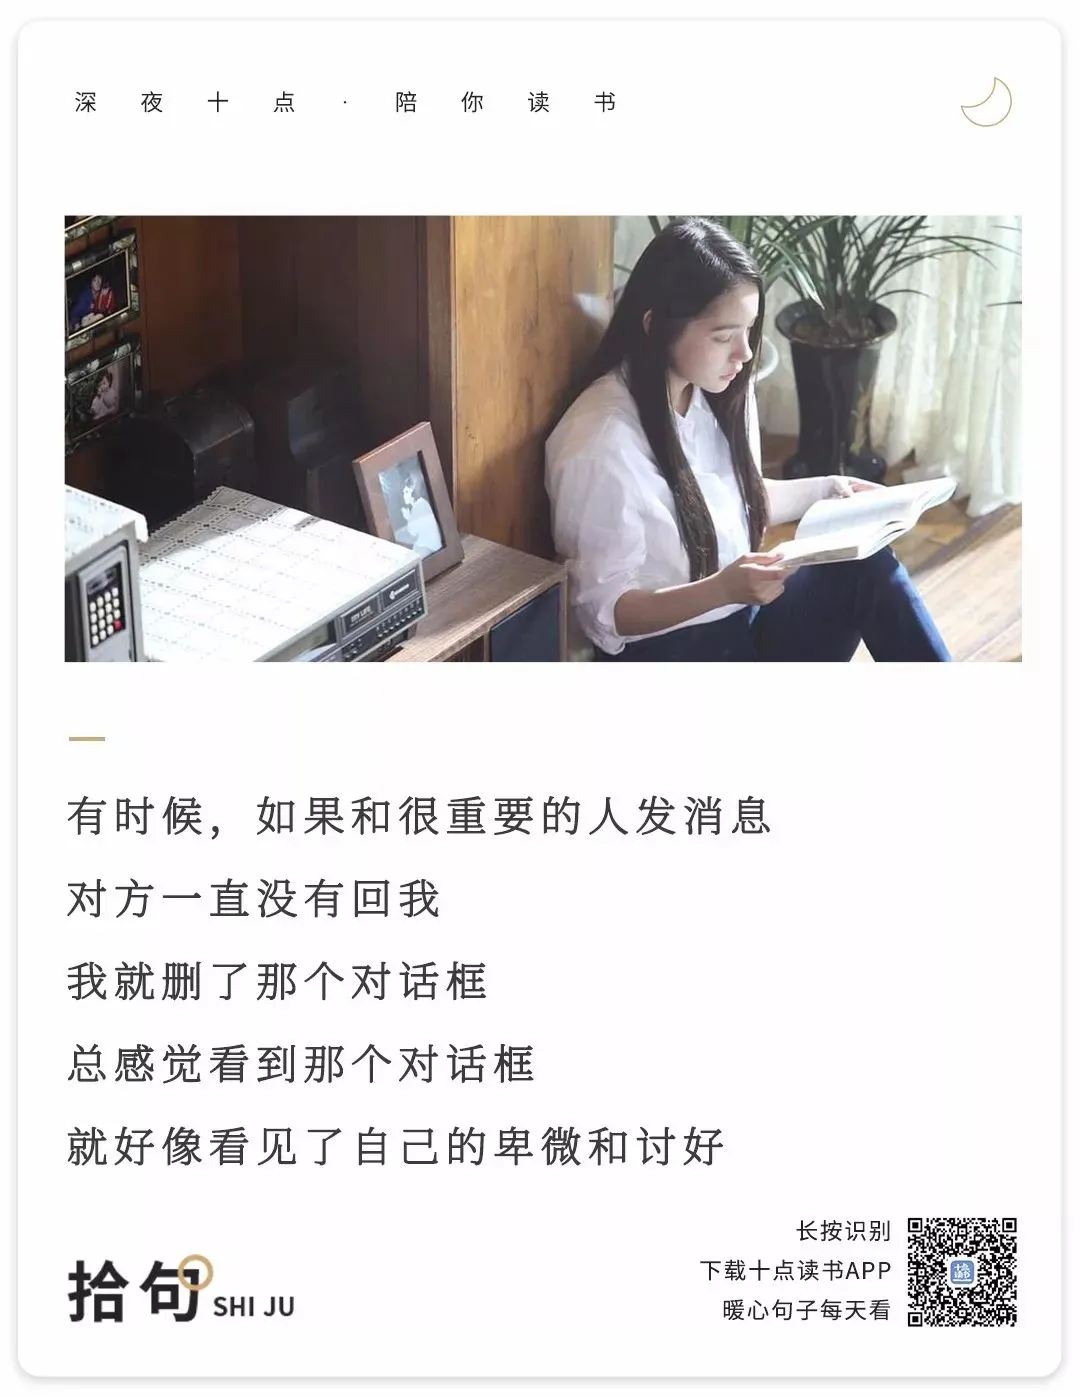 深夜十点·陪你读书
有时候，如果和很重要的人发消息
对方一直没有回我
我就删了那个对话框
总感觉看到那个对话框
就好像看见了自己的卑微和讨好
长按识别
下载十点读书APP
暖心句子每天看
拾句 SHI JU
十点
读书